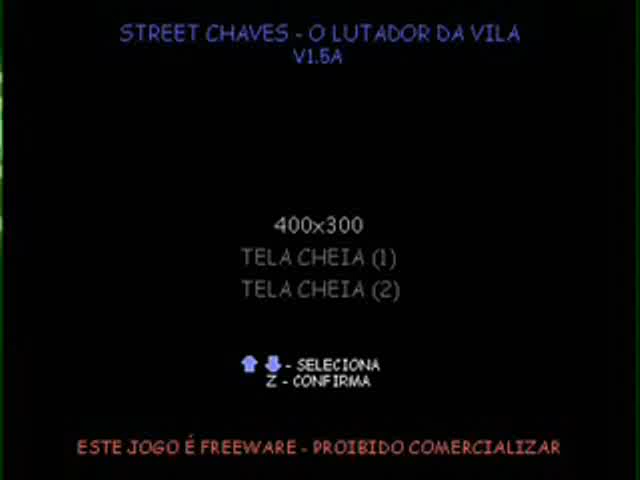 STREET CHAVES - O LUTADOR DA VILA
V1.5A
400x300
TELA CHEIA (1)
TELA CHEIA (2)
- SELECIONA
Z - CONFIRMA
ESTE JOGO É FREEWARE - PROIBIDO COMERCIALIZAR